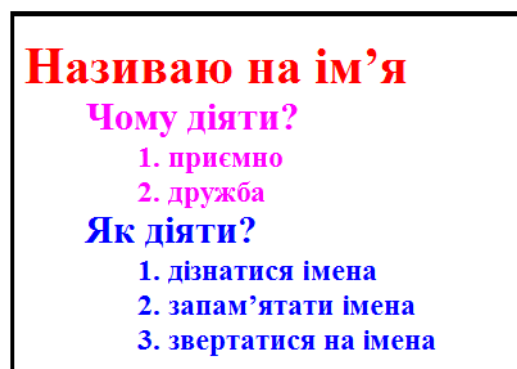 Називаю на ім’я
Чому діяти?
1. приємно
2. дружба
Як діяти?
1. дізнатися імена
2. запам’ятати імена
3. звертатися на імена